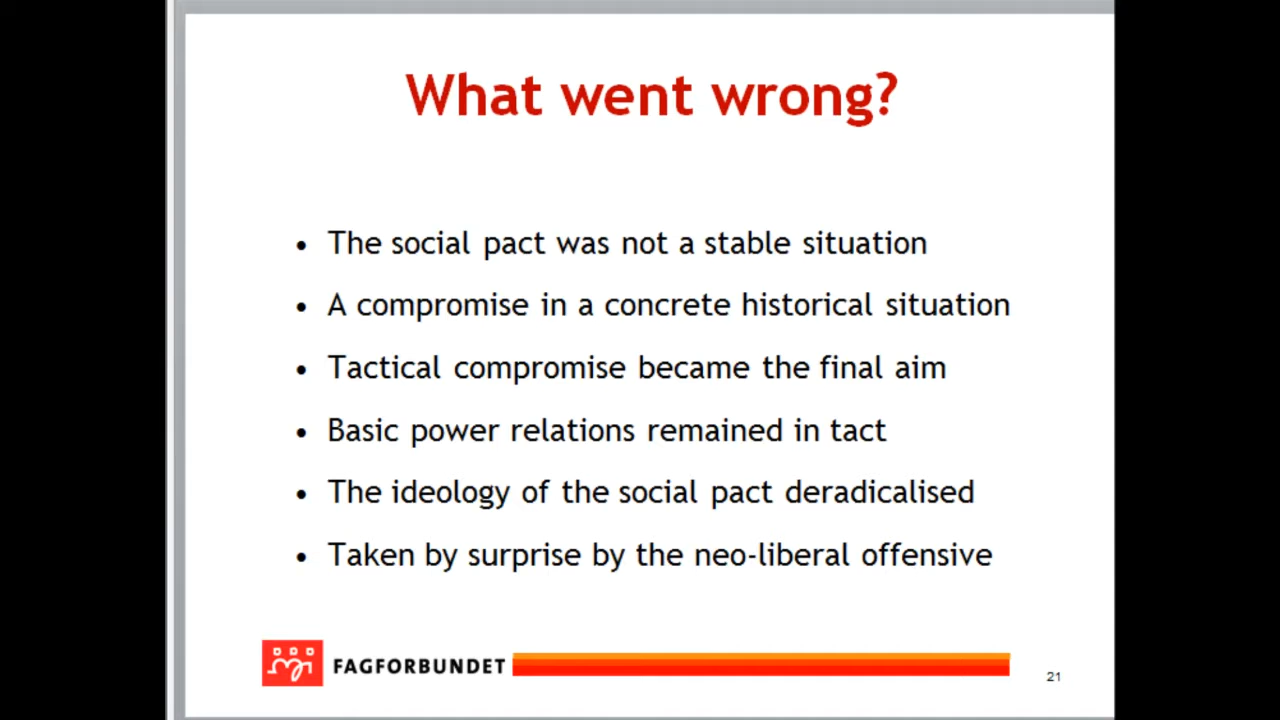 What went wrong?
• The social pact was not a stable situation
• A compromise in a concrete historical situation
• Tactical compromise became the final aim
• Basic power relations remained in tact
• The ideology of the social pact deradicalised
• Taken by surprise by the neo-liberal offensive
FAGFORBUNDET
21